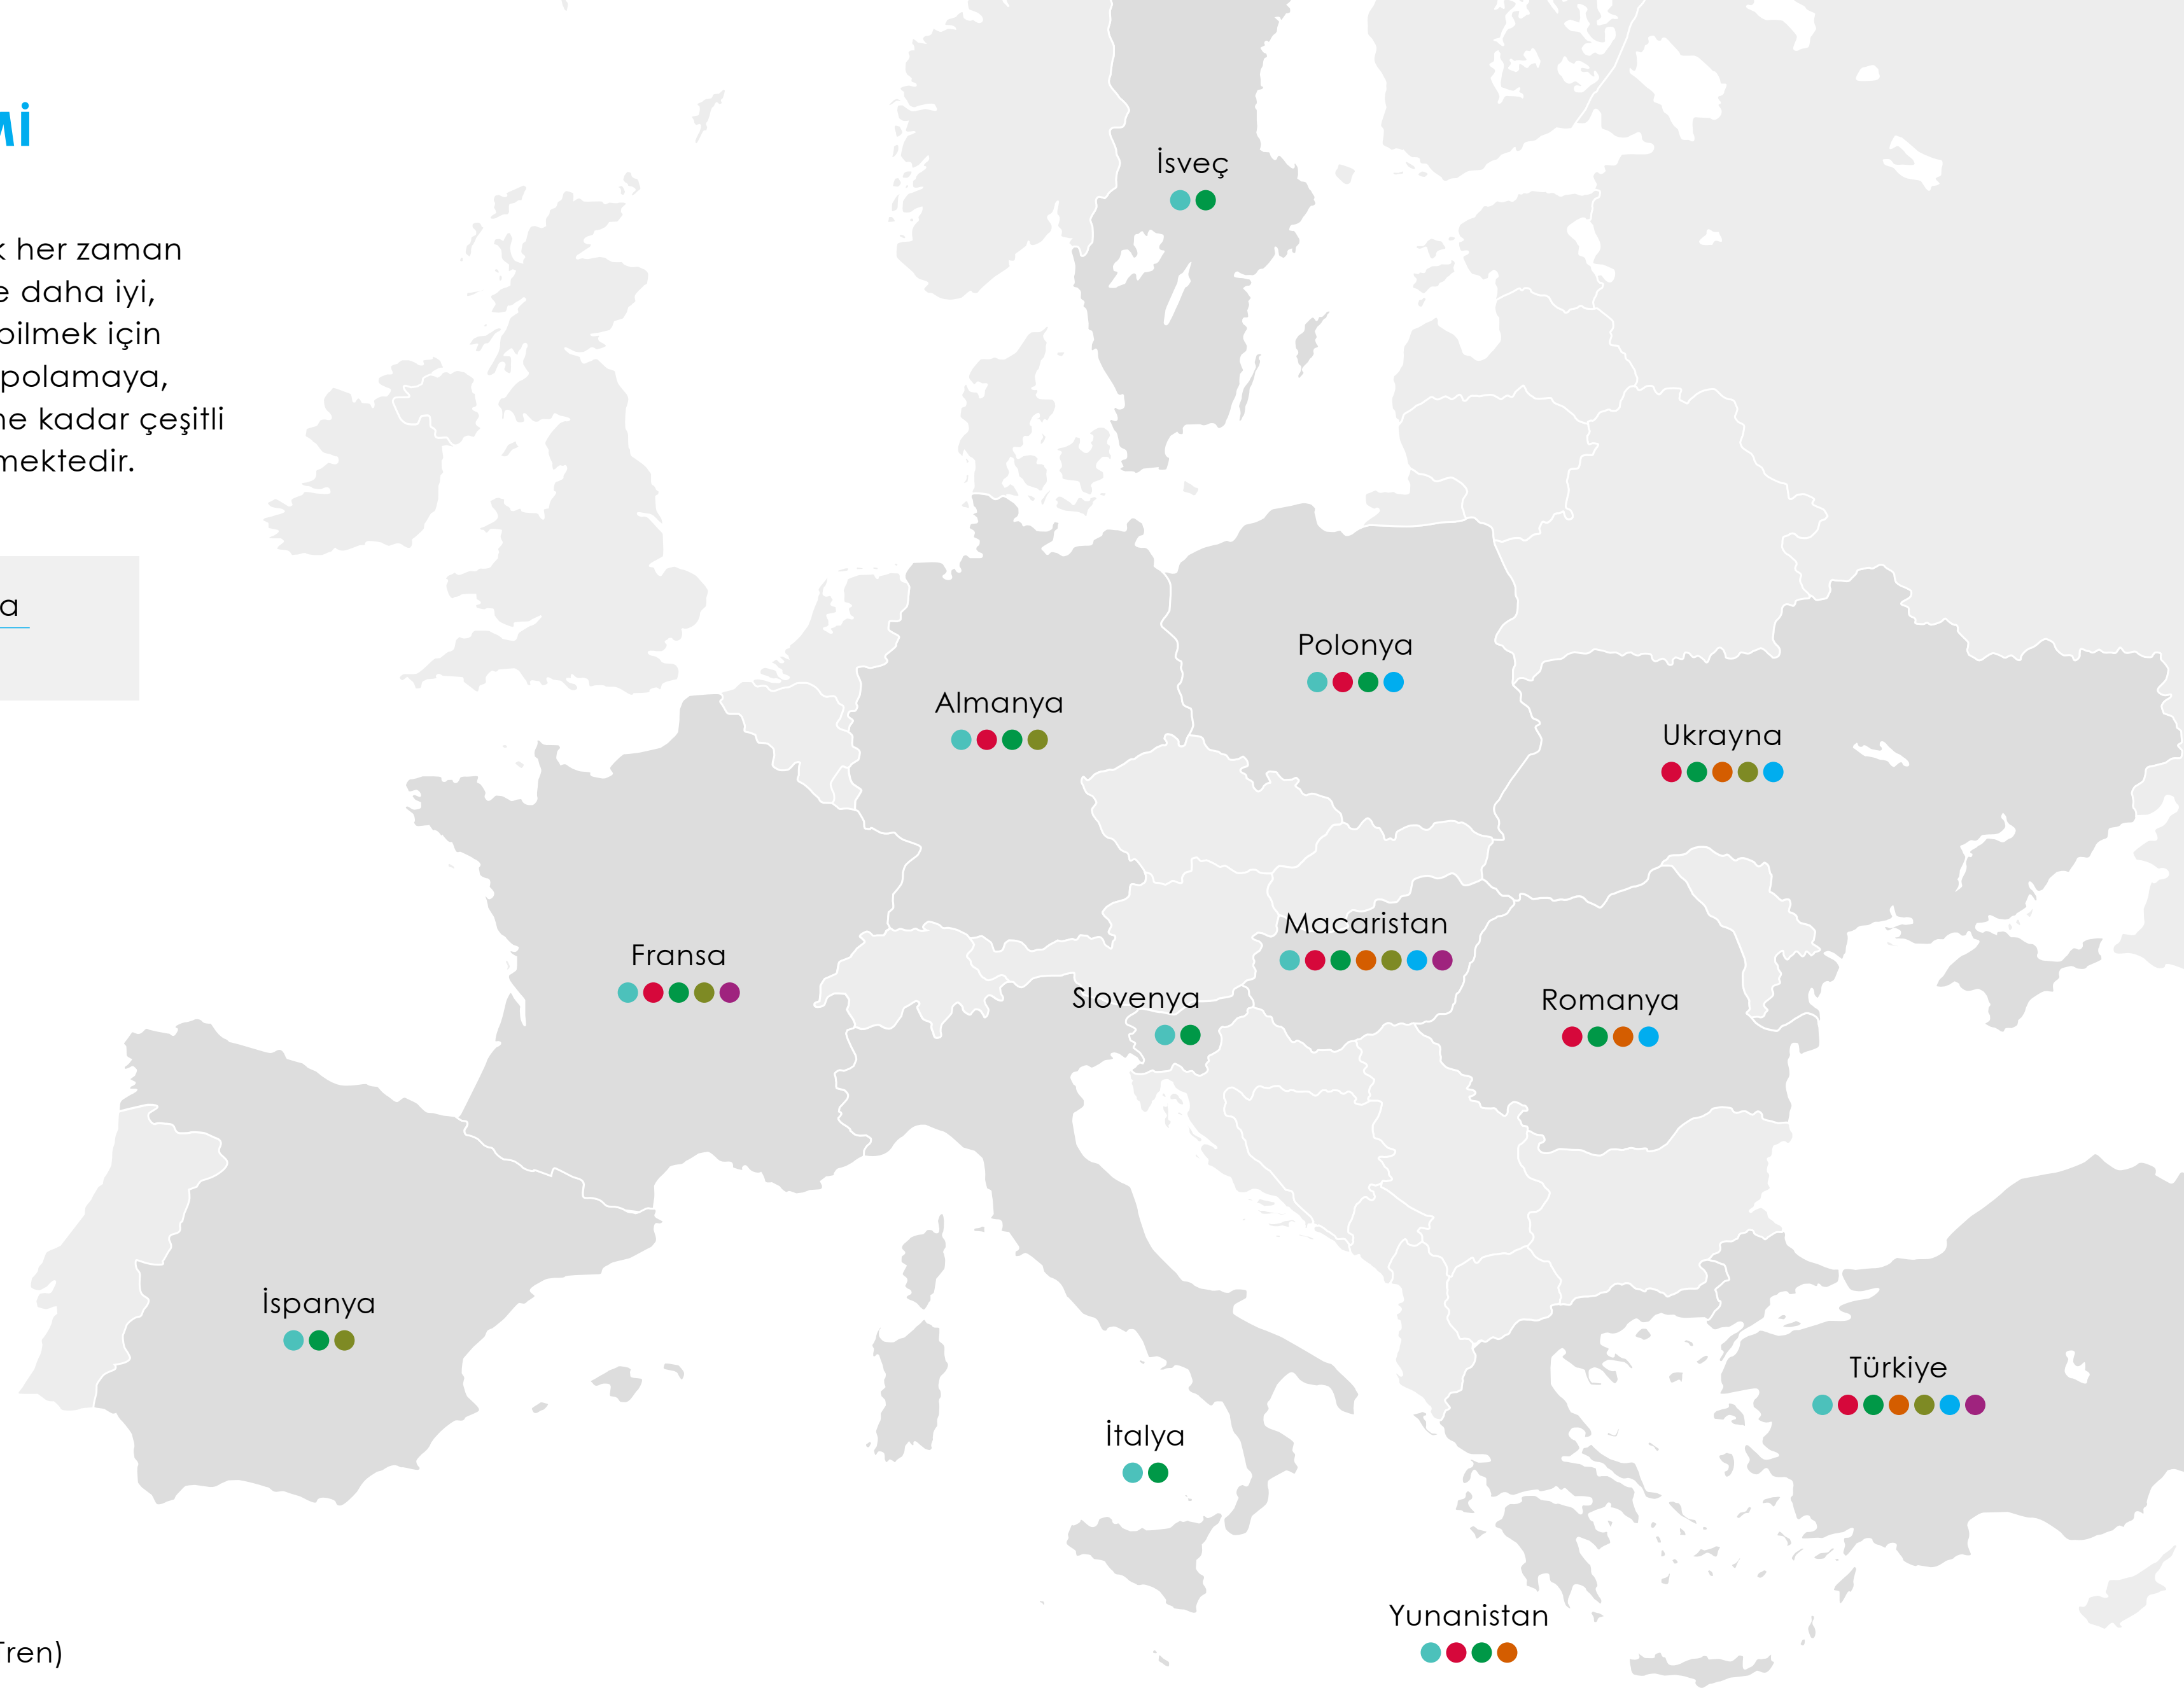 k her zaman
e daha iyi,
bilmek için
polamaya,
ne kadar çeşitli
mektedir.
a
Tren)
İsveç
Polonya
Almanya
Ukrayna
Macaristan
Fransa
Slovenya
Romanya
İspanya
Türkiye
İtalya
Yunanistan